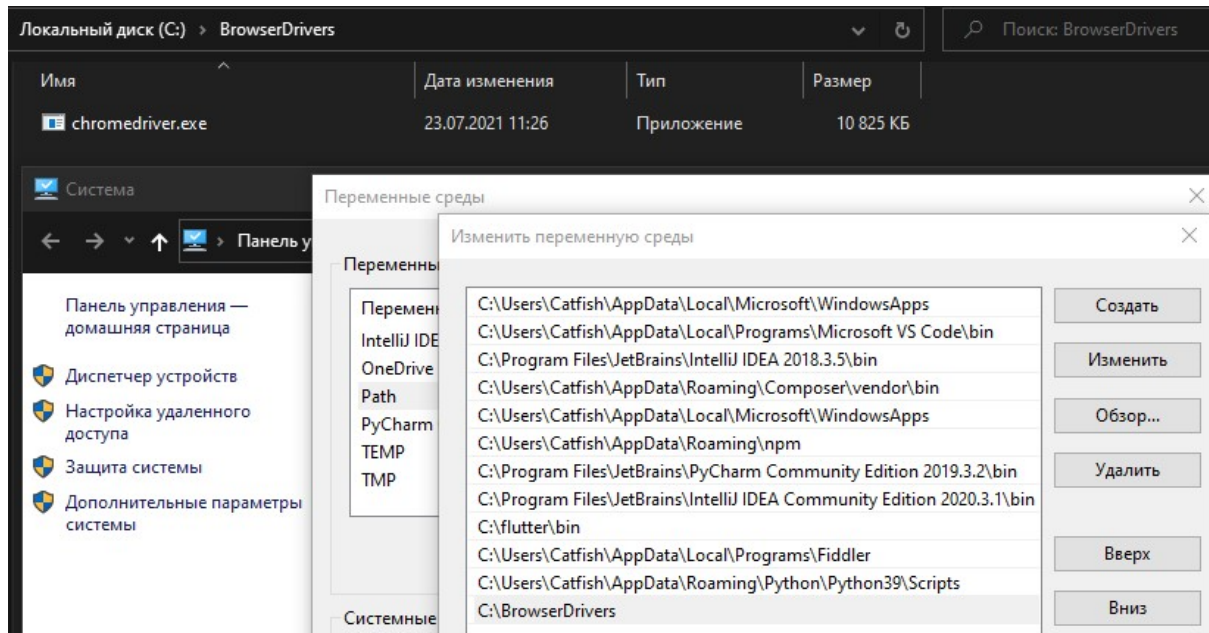 Локальный диск (C:) > BrowserDrivers
Поиск: BrowserDrivers
Имя Дата изменения Тип Размер
chromedriver.exe 23.07.2021 11:26 Приложение 10 825 КБ
Система
Панель у
Панель управления —
домашняя страница
Диспетчер устройств
Настройка удаленного
доступа
Защита системы
Дополнительные параметры
системы
Переменные среды
Переменны
Перемен
IntelliJ IDE
OneDrive
Path
PyCharm
TEMP
TMP
Системные
Изменить переменную среды
C:\Users\Catfish\AppData\Local\Microsoft\WindowsApps
C:\Users\Catfish\AppData\Local\Programs\Microsoft VS Code\bin
C:\Program Files\JetBrains\IntelliJ IDEA 2018.3.5\bin
C:\Users\Catfish\AppData\Roaming\Composer\vendor\bin
C:\Users\Catfish\AppData\Local\Microsoft\WindowsApps
C:\Users\Catfish\AppData\Roaming\npm
C:\Program Files\JetBrains\PyCharm Community Edition 2019.3.2\bin
C:\Program Files\JetBrains\IntelliJ IDEA Community Edition 2020.3.1\bin
C:\flutter\bin
C:\Users\Catfish\AppData\Local\Programs\Fiddler
C:\Users\Catfish\AppData\Roaming\Python\Python39\Scripts
C:\BrowserDrivers
Создать
Изменить
Обзор...
Удалить
Вверх
Вниз